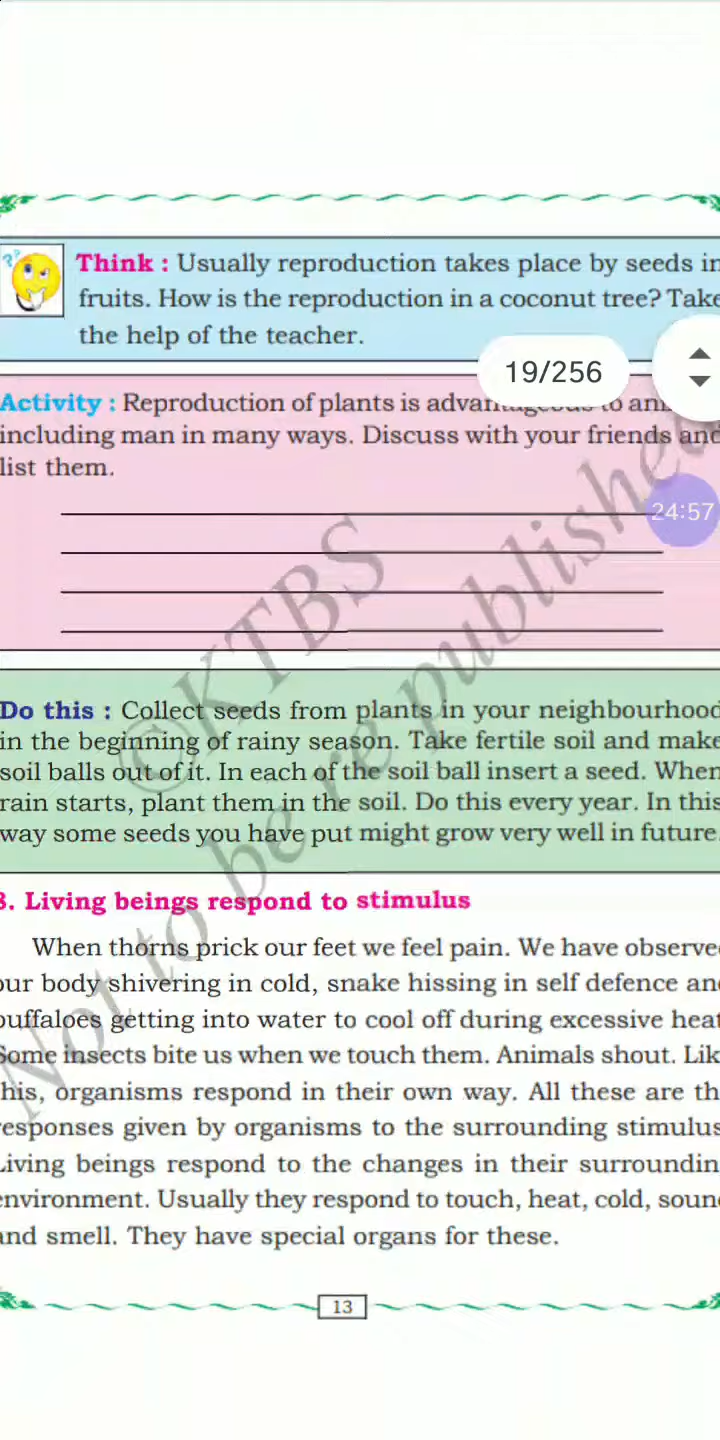 Think : Usually reproduction takes place by seeds in
fruits. How is the reproduction in a coconut tree? Take
the help of the teacher.
19/256
Activity : Reproduction of plants is advantageous to ani
including man in many ways. Discuss with your friends and
list them.
24:57
©KTBS
Not to be republished
Do this : Collect seeds from plants in your neighbourhood
in the beginning of rainy season. Take fertile soil and make
soil balls out of it. In each of the soil ball insert a seed. When
rain starts, plant them in the soil. Do this every year. In this
way some seeds you have put might grow very well in future.
3. Living beings respond to stimulus
When thorns prick our feet we feel pain. We have observe
our body shivering in cold, snake hissing in self defence an
buffaloes getting into water to cool off during excessive heat
Some insects bite us when we touch them. Animals shout. Lik
his, organisms respond in their own way. All these are th
responses given by organisms to the surrounding stimulus
Living beings respond to the changes in their surroundin
environment. Usually they respond to touch, heat, cold, soun
and smell. They have special organs for these.
13